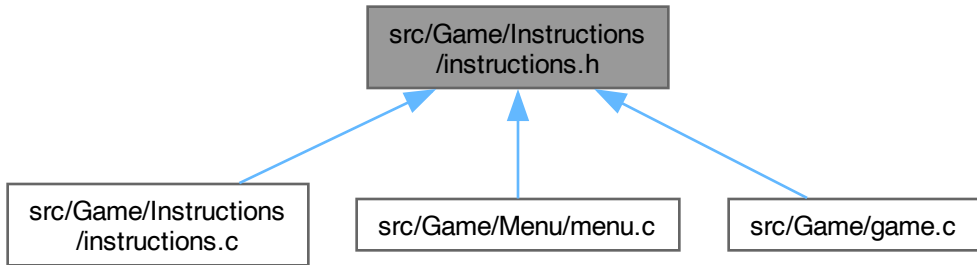 src/Game/Instructions
/instructions.h
src/Game/Instructions
/instructions.c
src/Game/Menu/menu.c
src/Game/game.c